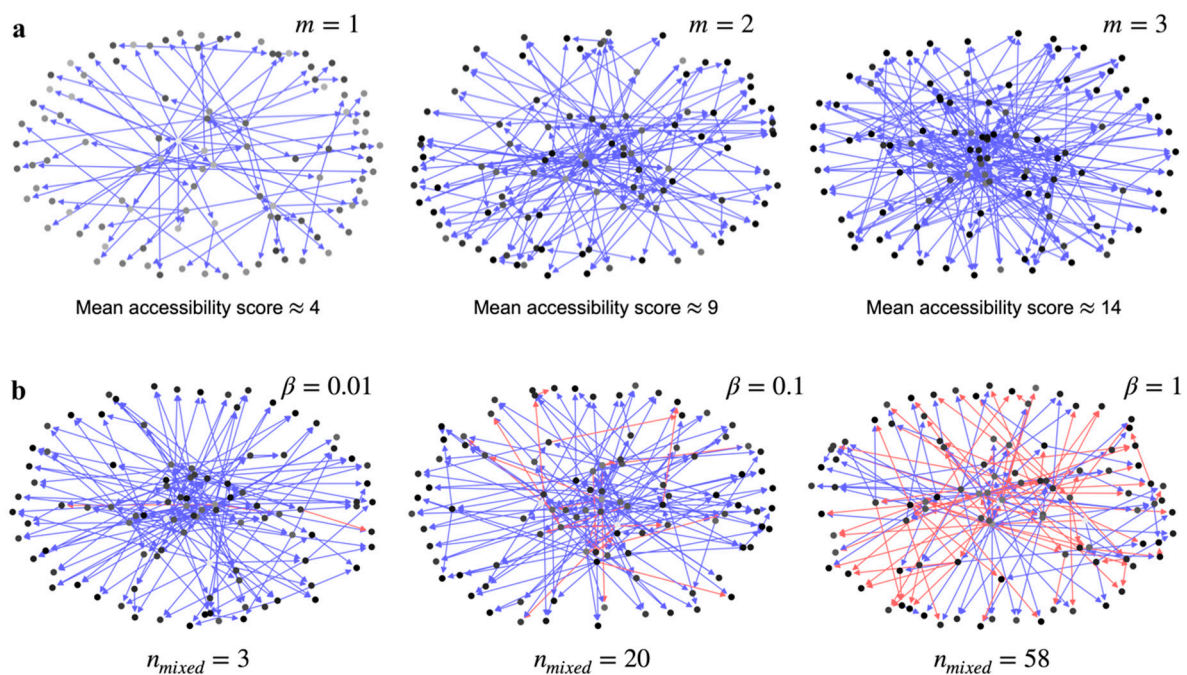 a
m = 1
m = 2
m = 3
Mean accessibility score ≈ 4
Mean accessibility score ≈ 9
Mean accessibility score ≈ 14
b
β = 0.01
β = 0.1
β = 1
n_mixed = 3
n_mixed = 20
n_mixed = 58